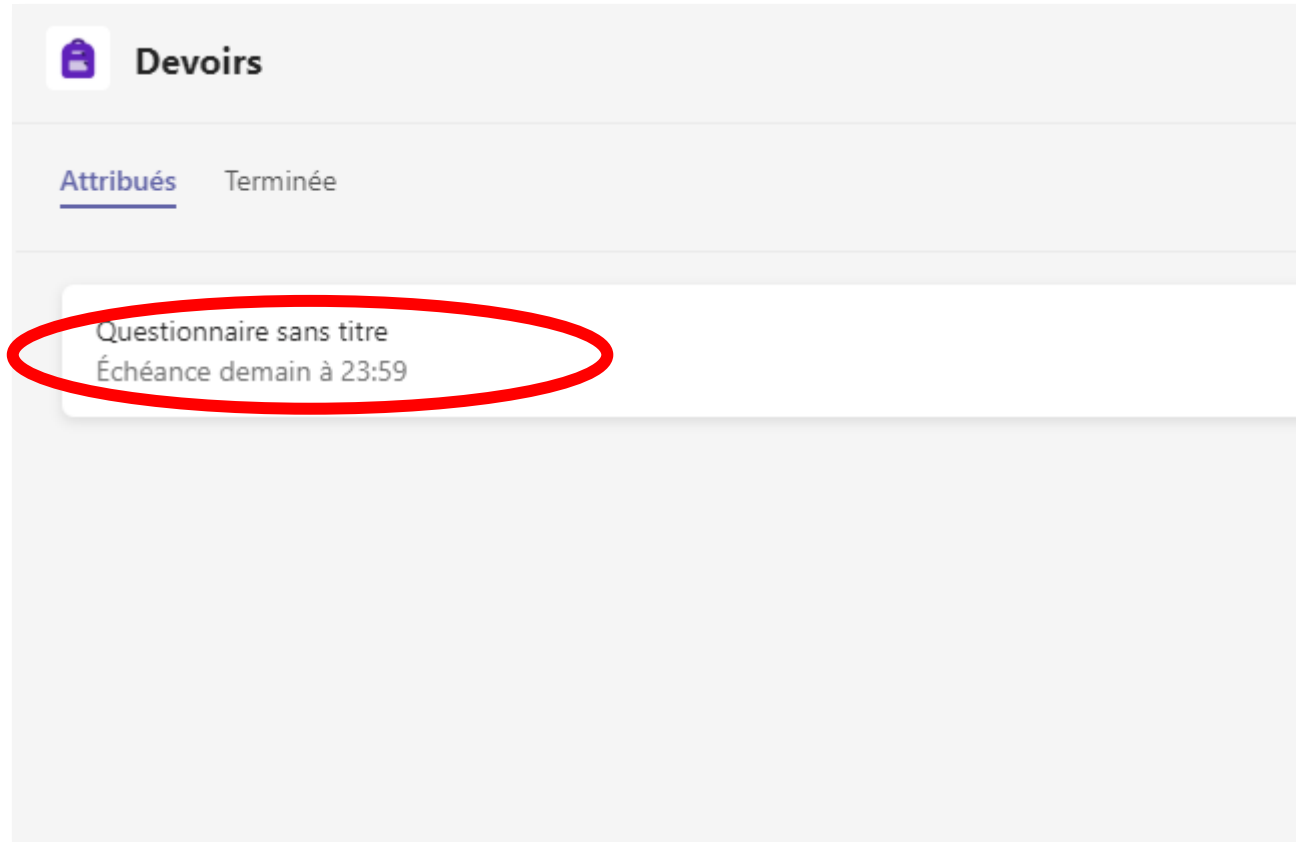 Devoirs
Attribués Terminée
Questionnaire sans titre
Échéance demain à 23:59